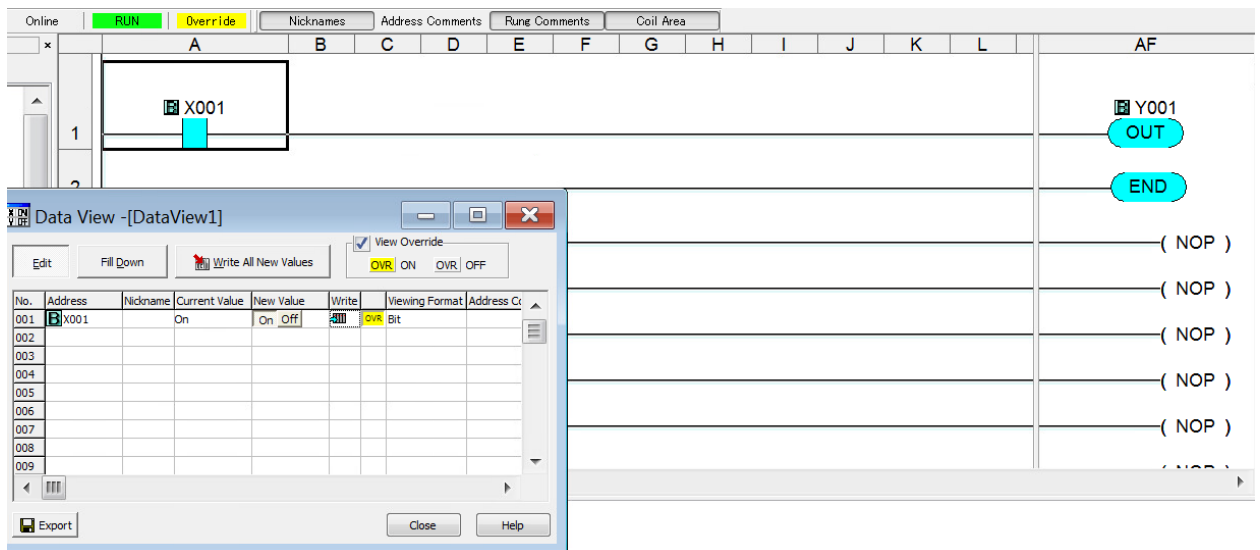 Online RUN Override Nicknames Address Comments Rung Comments Coil Area
× A B C D E F G H I J K L AF
B X001 B Y001
1 OUT
2 END
Data View -[DataView1]
View Override
Edit Fill Down Write All New Values OVR ON OVR OFF
( NOP )
No. Address Nickname Current Value New Value Write Viewing Format Address Co
( NOP )
001 B X001 On On Off OVR Bit
002
( NOP )
003
004
( NOP )
005
006
007 ( NOP )
008
009
Export Close Help